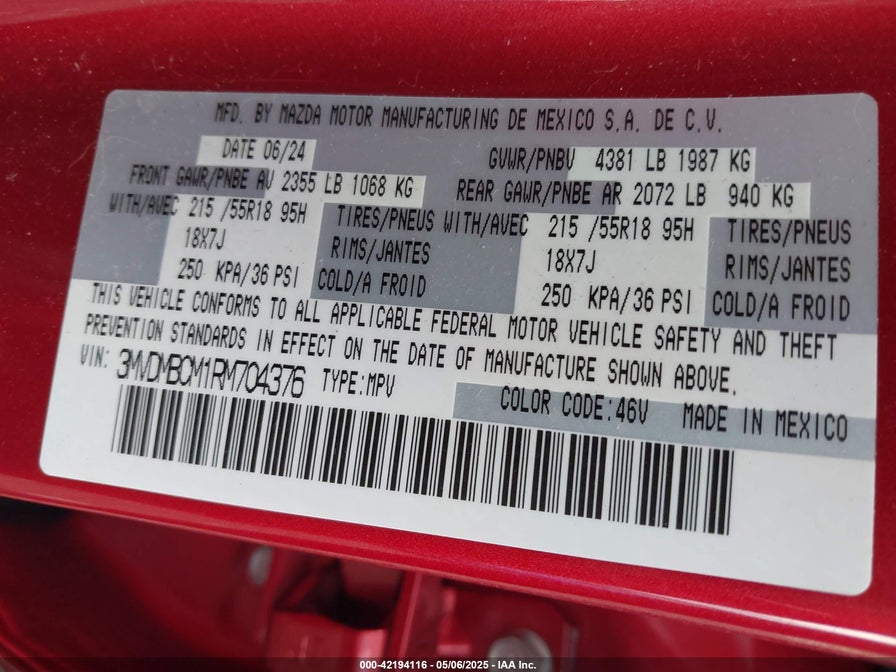 MFD. BY MAZDA MOTOR MANUFACTURING DE MEXICO S.A. DE C.V.
DATE 06/24 GVWR/PNBV 4381 LB 1987 KG
FRONT GAWR/PNBE AV 2355 LB 1068 KG REAR GAWR/PNBE AR 2072 LB 940 KG
WITH/AVEC 215 /55R18 95H TIRES/PNEUS WITH/AVEC 215 /55R18 95H TIRES/PNEUS
18X7J RIMS/JANTES 18X7J RIMS/JANTES
250 KPA/36 PSI COLD/A FROID 250 KPA/36 PSI COLD/A FROID
THIS VEHICLE CONFORMS TO ALL APPLICABLE FEDERAL MOTOR VEHICLE SAFETY AND THEFT
PREVENTION STANDARDS IN EFFECT ON THE DATE OF MANUFACTURE SHOWN ABOVE.
VIN: 3MVDMBCM1RM704376 TYPE:MPV COLOR CODE:46V MADE IN MEXICO
000-42194116 - 05/06/2025 - IAA Inc.